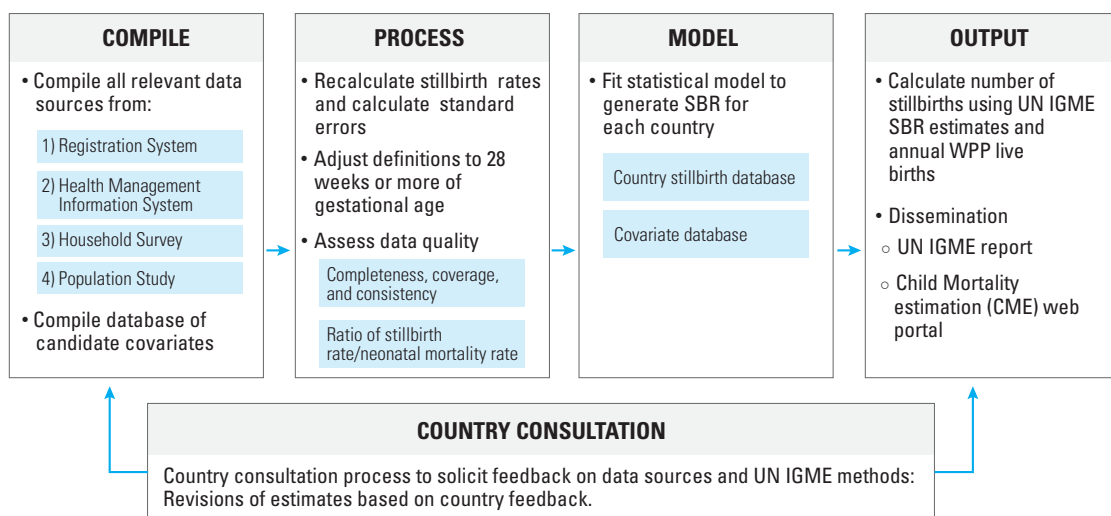 COMPILE
• Compile all relevant data
sources from:
1) Registration System
2) Health Management
Information System
3) Household Survey
4) Population Study
• Compile database of
candidate covariates
PROCESS
• Recalculate stillbirth rates
and calculate standard
errors
• Adjust definitions to 28
weeks or more of
gestational age
• Assess data quality
Completeness, coverage,
and consistency
Ratio of stillbirth
rate/neonatal mortality rate
MODEL
• Fit statistical model to
generate SBR for
each country
Country stillbirth database
Covariate database
OUTPUT
• Calculate number of
stillbirths using UN IGME
SBR estimates and
annual WPP live
births
• Dissemination
○ UN IGME report
○ Child Mortality
estimation (CME) web
portal
COUNTRY CONSULTATION
Country consultation process to solicit feedback on data sources and UN IGME methods:
Revisions of estimates based on country feedback.